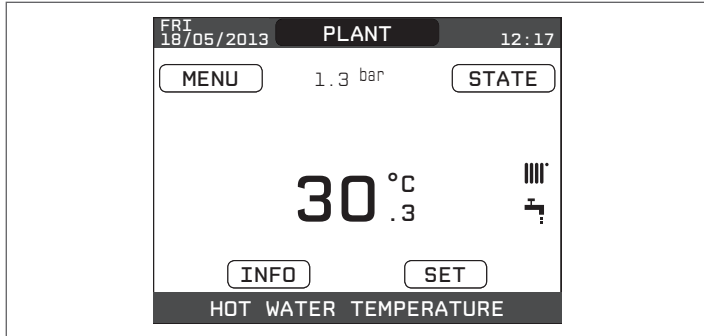 FRI
18/05/2013 PLANT 12:17
MENU 1.3 bar STATE
30.3 °C
INFO SET
HOT WATER TEMPERATURE